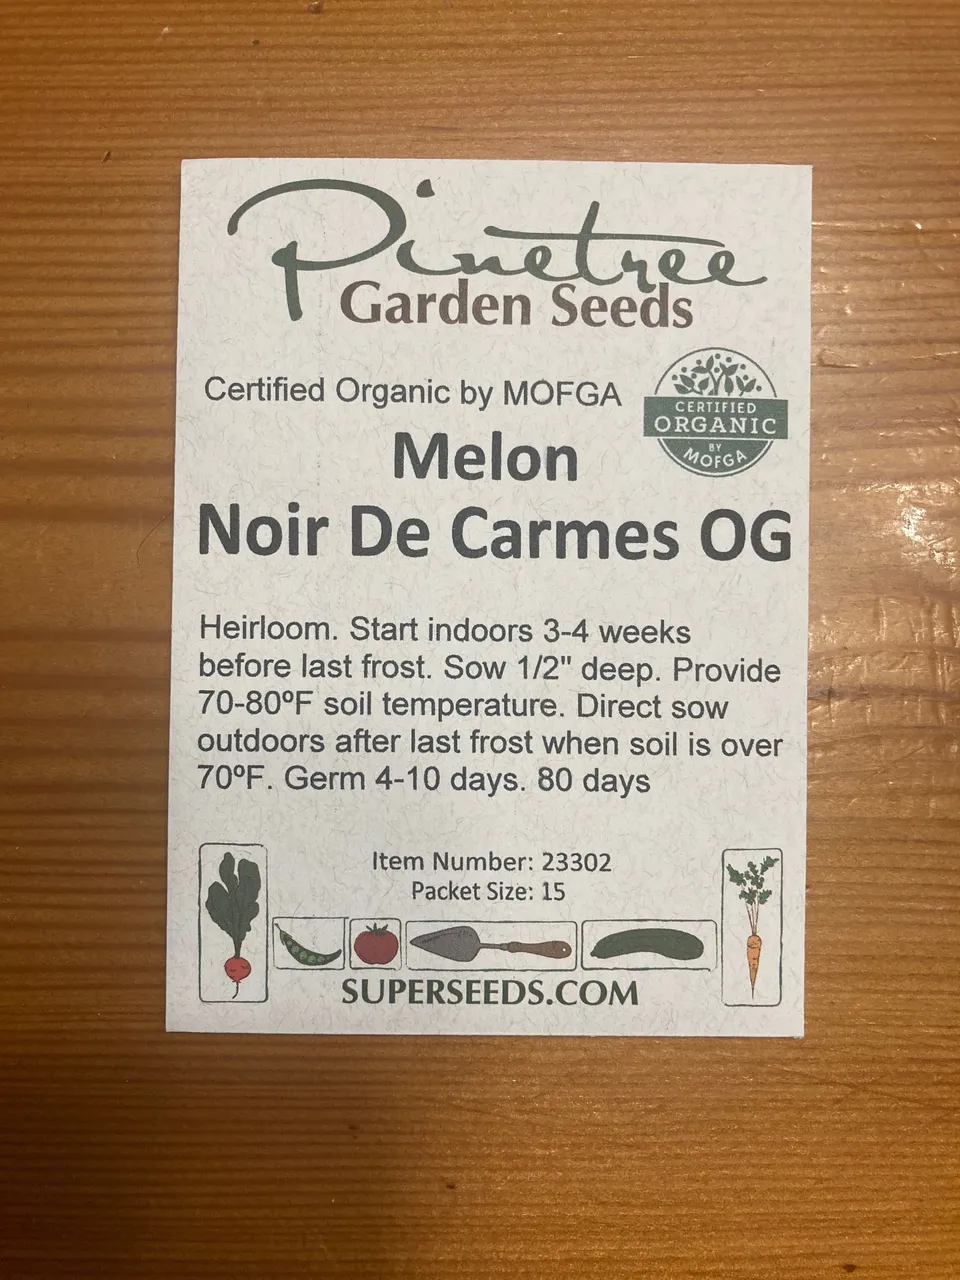 Pinetree
Garden Seeds
Certified Organic by MOFGA
CERTIFIED
ORGANIC
BY
MOFGA
Melon
Noir De Carmes OG
Heirloom. Start indoors 3-4 weeks
before last frost. Sow 1/2" deep. Provide
70-80ºF soil temperature. Direct sow
outdoors after last frost when soil is over
70ºF. Germ 4-10 days. 80 days
Item Number: 23302
Packet Size: 15
SUPERSEEDS.COM